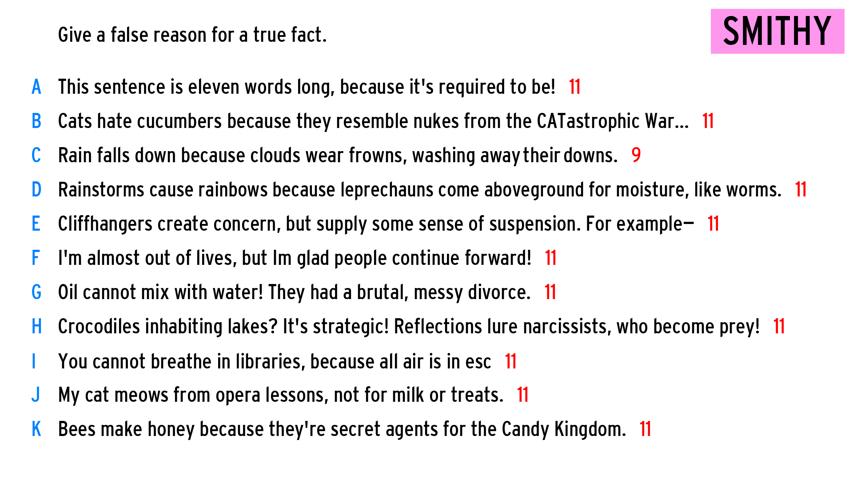 SMITHY
Give a false reason for a true fact.
A This sentence is eleven words long, because it's required to be! 11
B Cats hate cucumbers because they resemble nukes from the CATastrophic War... 11
C Rain falls down because clouds wear frowns, washing away their downs. 9
D Rainstorms cause rainbows because leprechauns come aboveground for moisture, like worms. 11
E Cliffhangers create concern, but supply some sense of suspension. For example– 11
F I'm almost out of lives, but Im glad people continue forward! 11
G Oil cannot mix with water! They had a brutal, messy divorce. 11
H Crocodiles inhabiting lakes? It's strategic! Reflections lure narcissists, who become prey! 11
I You cannot breathe in libraries, because all air is in esc 11
J My cat meows from opera lessons, not for milk or treats. 11
K Bees make honey because they're secret agents for the Candy Kingdom. 11